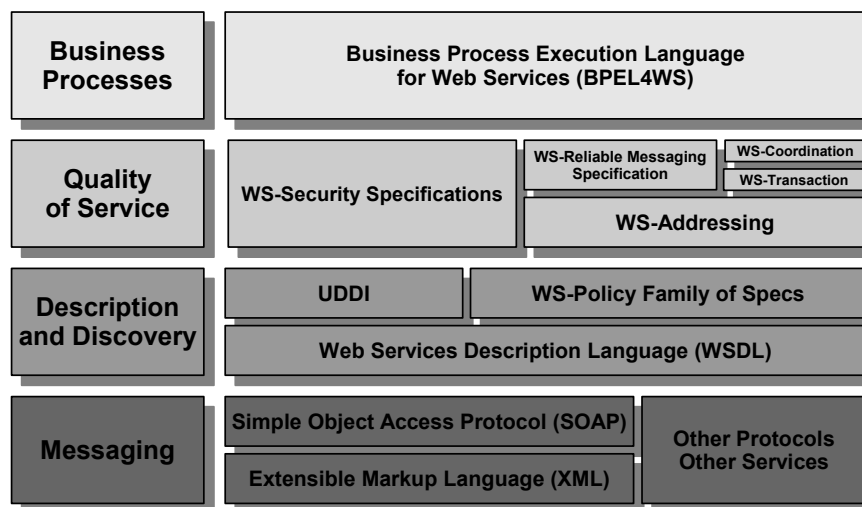 Business
Processes
Business Process Execution Language
for Web Services (BPEL4WS)
Quality
of Service
WS-Security Specifications
WS-Reliable Messaging
Specification
WS-Coordination
WS-Transaction
WS-Addressing
Description
and Discovery
UDDI
WS-Policy Family of Specs
Web Services Description Language (WSDL)
Messaging
Simple Object Access Protocol (SOAP)
Extensible Markup Language (XML)
Other Protocols
Other Services